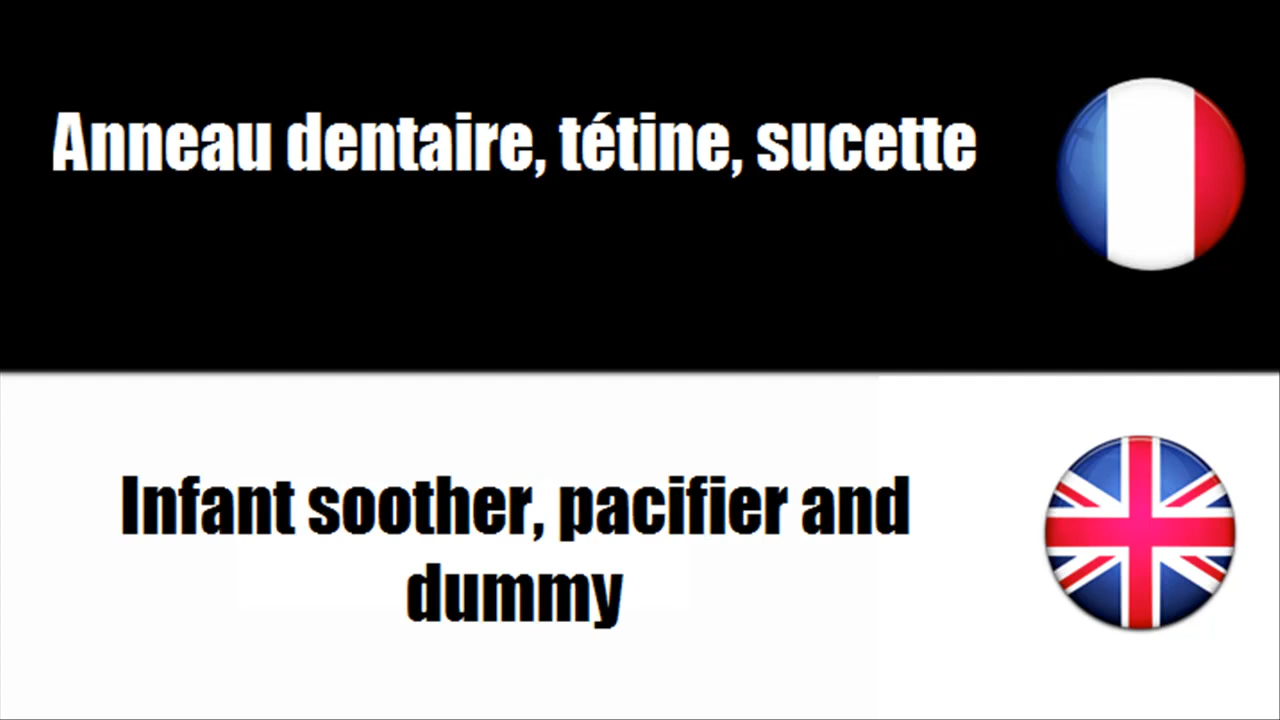 Anneau dentaire, tétine, sucette
Infant soother, pacifier and
dummy